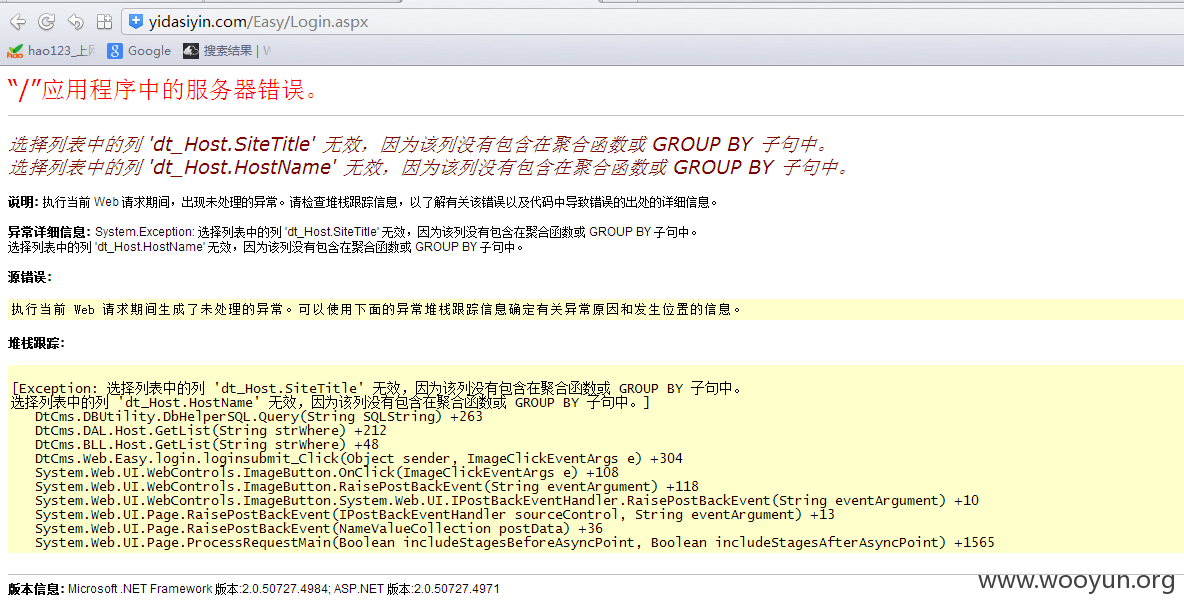 yidasiyin.com/Easy/Login.aspx
hao123_上网 Google 搜索结果 | W
“/”应用程序中的服务器错误。
选择列表中的列 'dt_Host.SiteTitle' 无效，因为该列没有包含在聚合函数或 GROUP BY 子句中。
选择列表中的列 'dt_Host.HostName' 无效，因为该列没有包含在聚合函数或 GROUP BY 子句中。
说明: 执行当前 Web 请求期间，出现未处理的异常。请检查堆栈跟踪信息，以了解有关该错误以及代码中导致错误的出处的详细信息。
异常详细信息: System.Exception: 选择列表中的列 'dt_Host.SiteTitle' 无效，因为该列没有包含在聚合函数或 GROUP BY 子句中。
选择列表中的列 'dt_Host.HostName' 无效，因为该列没有包含在聚合函数或 GROUP BY 子句中。
源错误:
执行当前 Web 请求期间生成了未处理的异常。可以使用下面的异常堆栈跟踪信息确定有关异常原因和发生位置的信息。
堆栈跟踪:
[Exception: 选择列表中的列 'dt_Host.SiteTitle' 无效，因为该列没有包含在聚合函数或 GROUP BY 子句中。
选择列表中的列 'dt_Host.HostName' 无效，因为该列没有包含在聚合函数或 GROUP BY 子句中。]
DtCms.DBUtility.DbHelperSQL.Query(String SQLString) +263
DtCms.DAL.Host.GetList(String strWhere) +212
DtCms.BLL.Host.GetList(String strWhere) +48
DtCms.Web.Easy.login.loginsubmit_Click(Object sender, ImageClickEventArgs e) +304
System.Web.UI.WebControls.ImageButton.OnClick(ImageClickEventArgs e) +108
System.Web.UI.WebControls.ImageButton.RaisePostBackEvent(String eventArgument) +118
System.Web.UI.WebControls.ImageButton.System.Web.UI.IPostBackEventHandler.RaisePostBackEvent(String eventArgument) +10
System.Web.UI.Page.RaisePostBackEvent(IPostBackEventHandler sourceControl, String eventArgument) +13
System.Web.UI.Page.RaisePostBackEvent(NameValueCollection postData) +36
System.Web.UI.Page.ProcessRequestMain(Boolean includeStagesBeforeAsyncPoint, Boolean includeStagesAfterAsyncPoint) +1565
版本信息: Microsoft .NET Framework 版本:2.0.50727.4984; ASP.NET 版本:2.0.50727.4971
www.wooyun.org